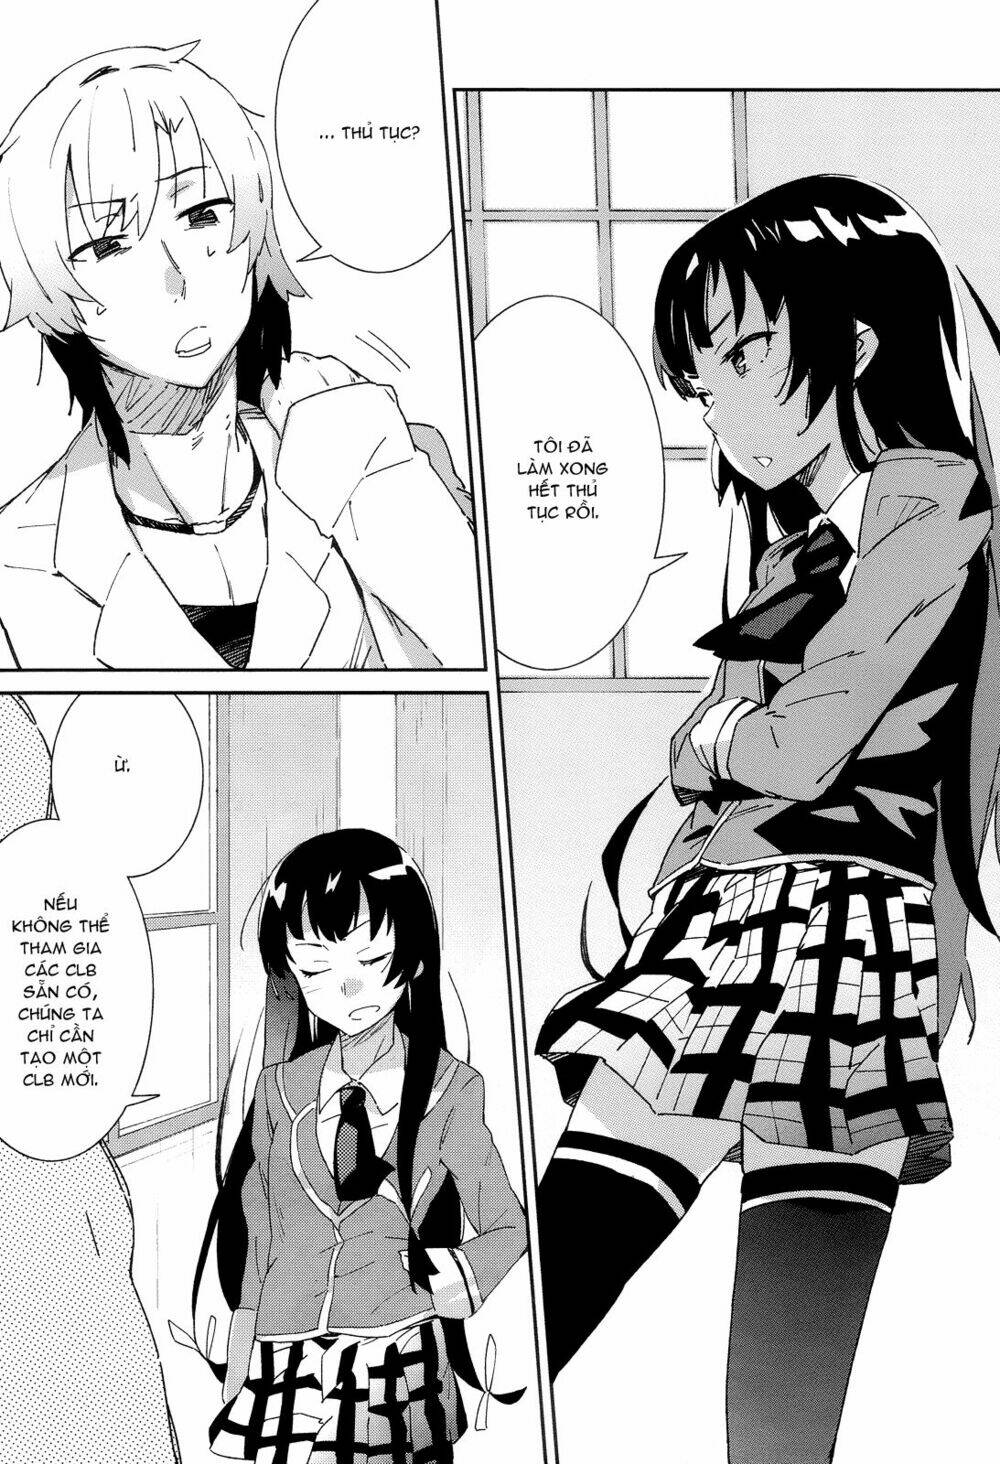 TÔI ĐÃ
LÀM XONG
HẾT THỦ
TỤC RỒI.
... THỦ TỤC?
Ừ.
NẾU
KHÔNG THỂ
THAM GIA
CÁC CLB
SẴN CÓ,
CHÚNG TA
CHỈ CẦN
TẠO MỘT
CLB MỚI.